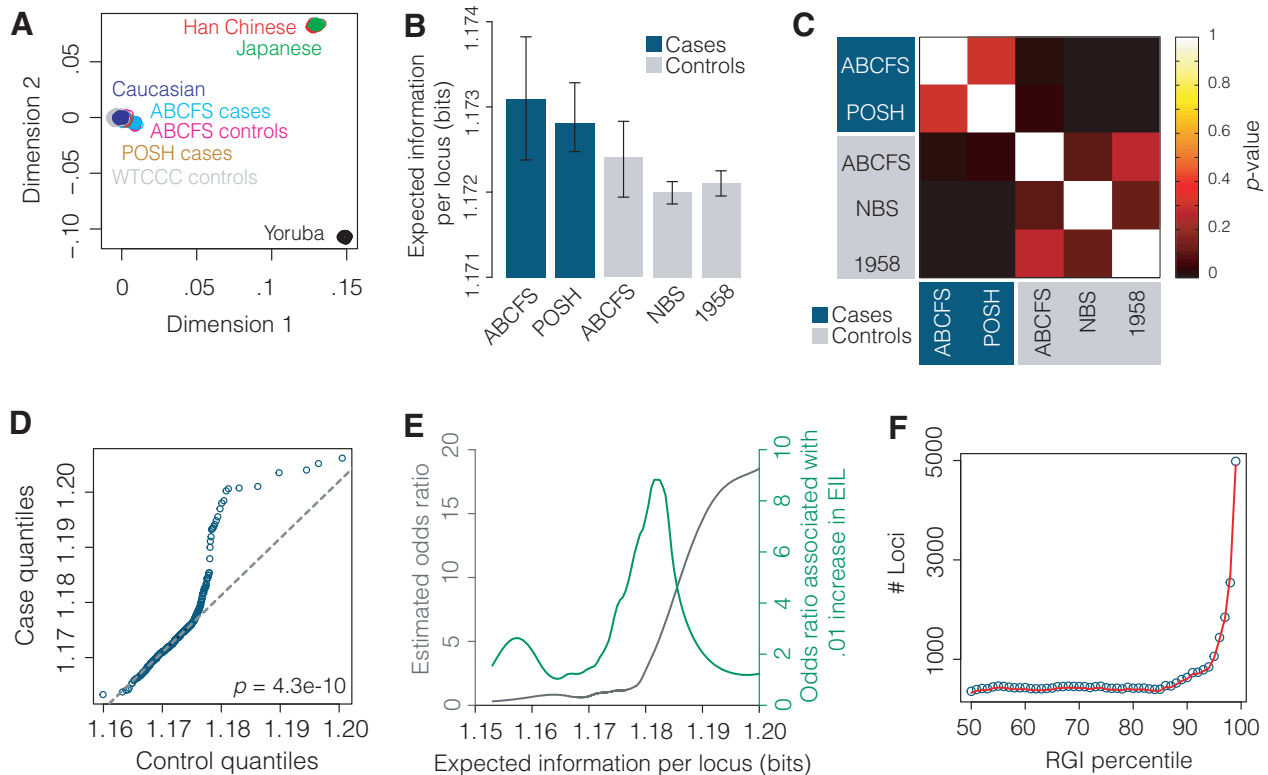 A
Han Chinese
Japanese
Caucasian
ABCFS cases
ABCFS controls
POSH cases
WTCCC controls
Yoruba
Dimension 2
.05
0
-.05
-.10
0
.05
.1
.15
Dimension 1
B
Cases
Controls
Expected information
per locus (bits)
1.174
1.173
1.172
1.171
ABCFS
POSH
ABCFS
NBS
1958
C
ABCFS
POSH
ABCFS
NBS
1958
ABCFS
POSH
ABCFS
NBS
1958
Cases
Controls
1
0.8
0.6
0.4
0.2
0
p-value
D
Case quantiles
1.20
1.19
1.18
1.17
p = 4.3e-10
1.16
1.17
1.18
1.19
1.20
Control quantiles
E
Estimated odds ratio
20
15
10
5
0
10
8
6
4
2
0
Odds ratio associated with
.01 increase in EIL
1.15
1.16
1.17
1.18
1.19
1.20
Expected information per locus (bits)
F
# Loci
5000
3000
1000
50
60
70
80
90
100
RGI percentile